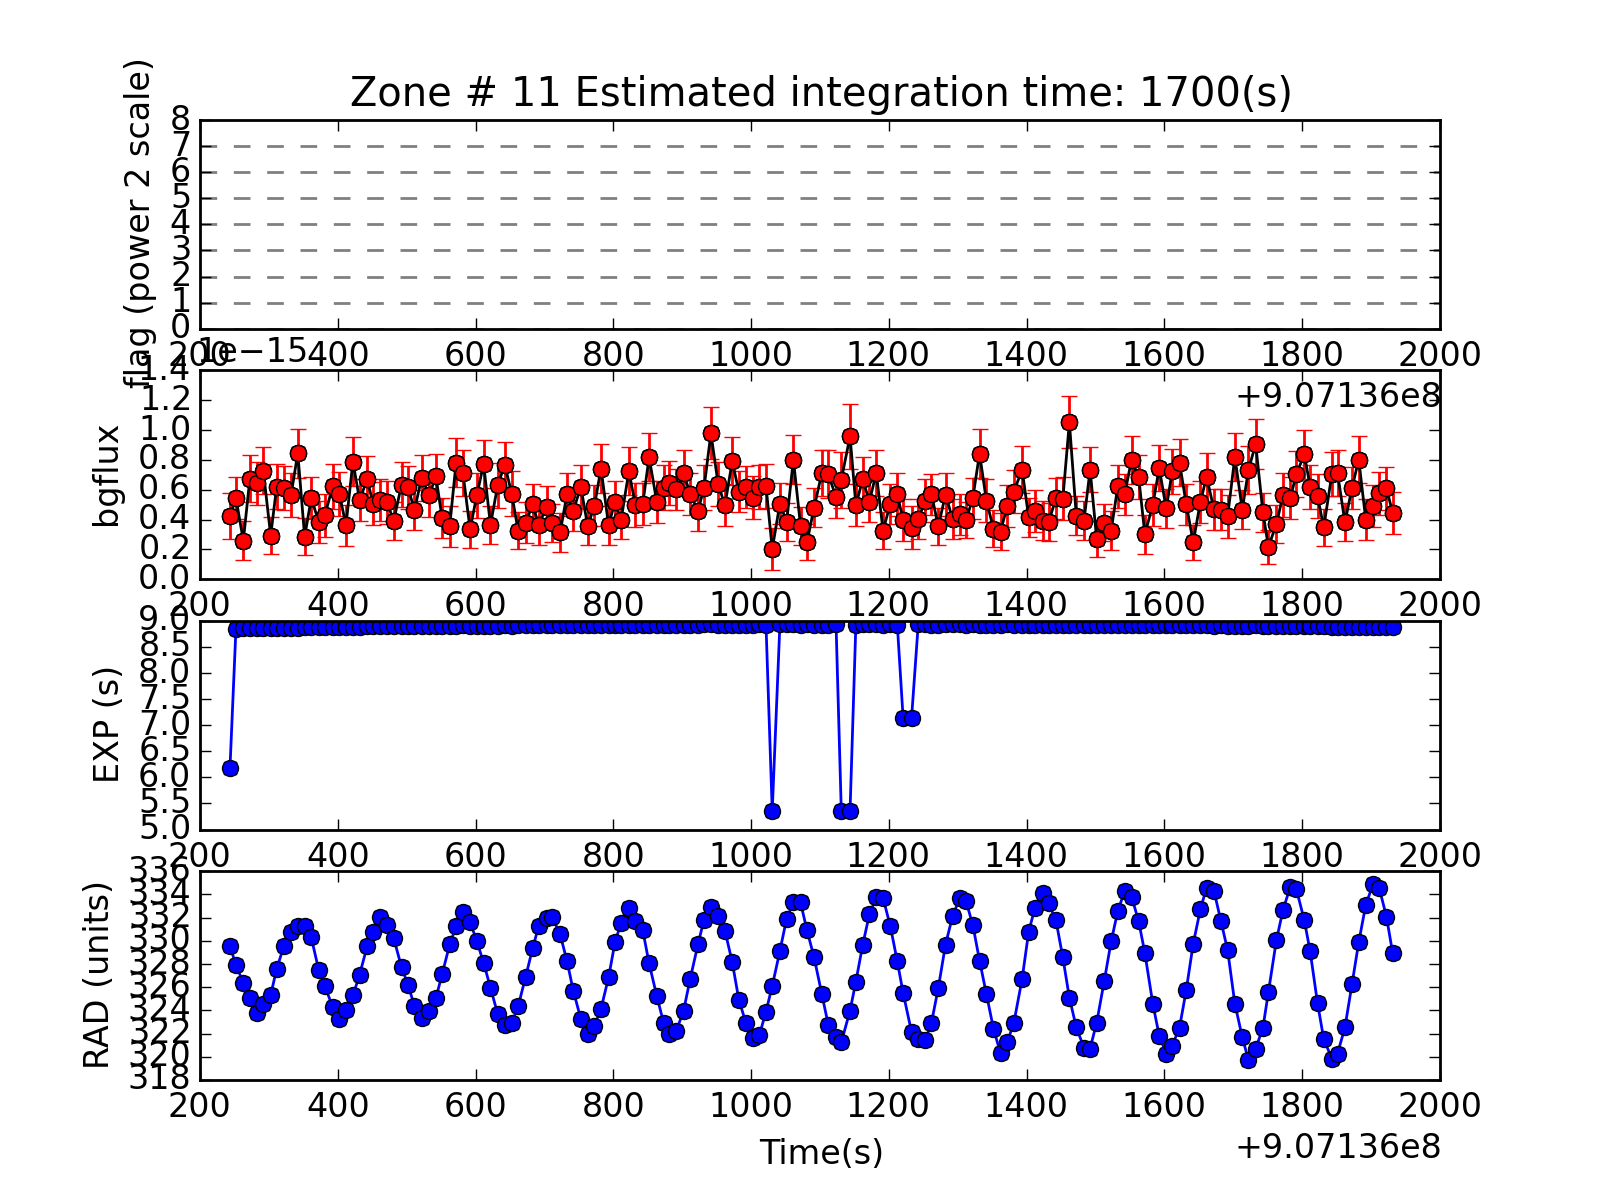 Zone # 11 Estimated integration time: 1700(s)
flag (power 2 scale)
8
7
6
5
4
3
2
1
0
200 400 600 800 1000 1200 1400 1600 1800 2000
1e−15
+9.07136e8
bgflux
1.4
1.2
1.0
0.8
0.6
0.4
0.2
0.0
200 400 600 800 1000 1200 1400 1600 1800 2000
EXP (s)
9.0
8.5
8.0
7.5
7.0
6.5
6.0
5.5
5.0
200 400 600 800 1000 1200 1400 1600 1800 2000
RAD (units)
336
334
332
330
328
326
324
322
320
318
200 400 600 800 1000 1200 1400 1600 1800 2000
Time(s)
+9.07136e8